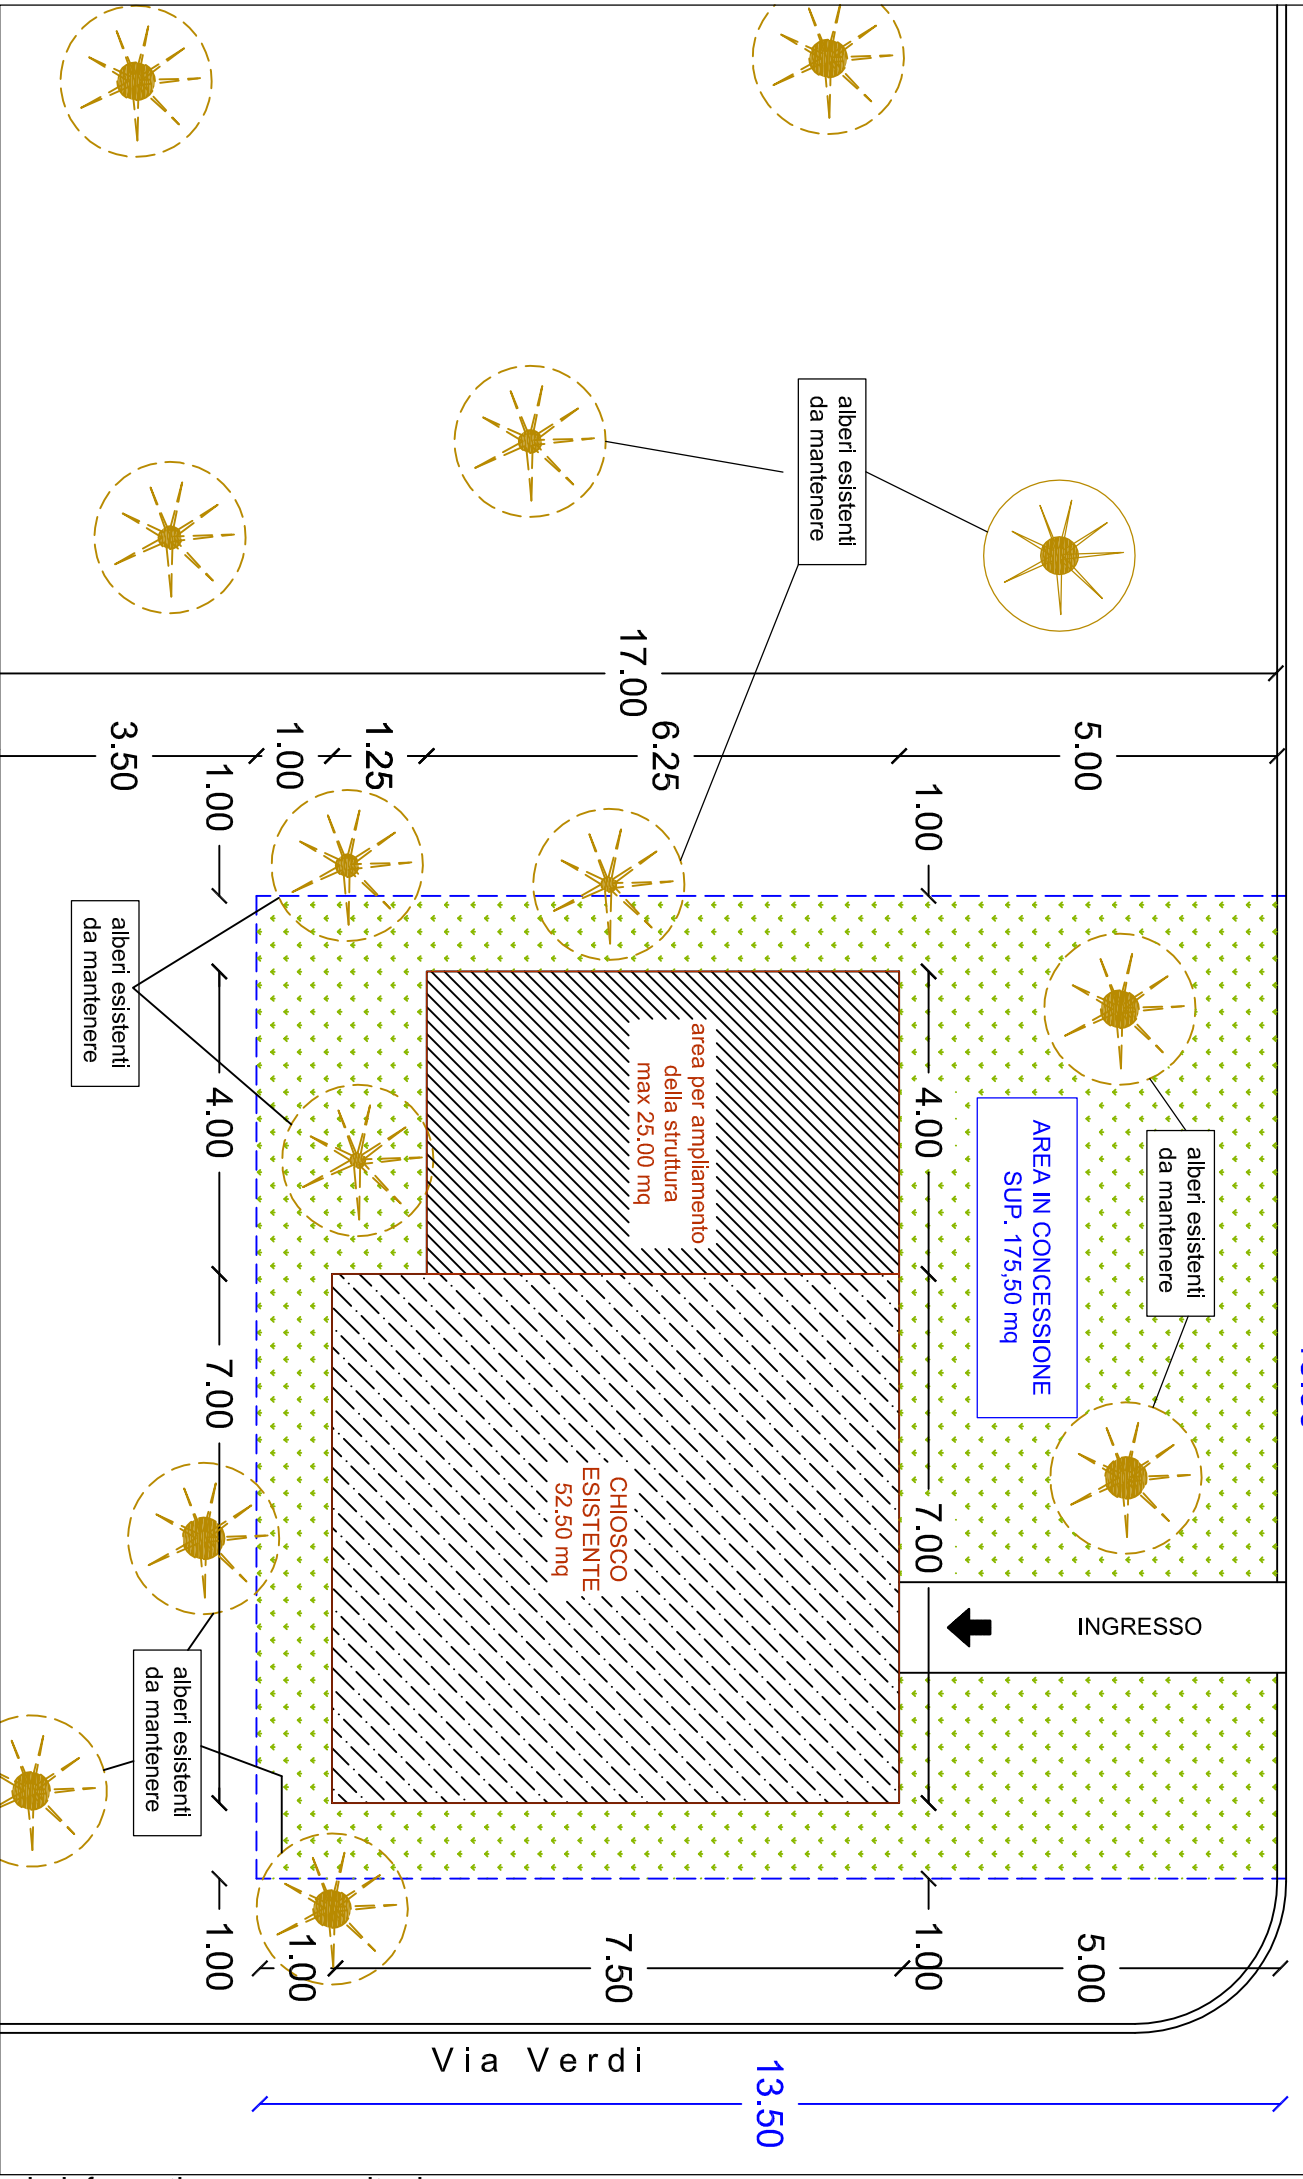 alberi esistenti
da mantenere
17.00
5.00
6.25
1.25
1.00
3.50
1.00
1.00
alberi esistenti
da mantenere
4.00
7.00
4.00
7.00
area per ampliamento
della struttura
max 25.00 mq
AREA IN CONCESSIONE
SUP. 175,50 mq
alberi esistenti
da mantenere
CHIOSCO
ESISTENTE
52.50 mq
INGRESSO
alberi esistenti
da mantenere
1.00
1.00
7.50
1.00
5.00
Via Verdi
13.50